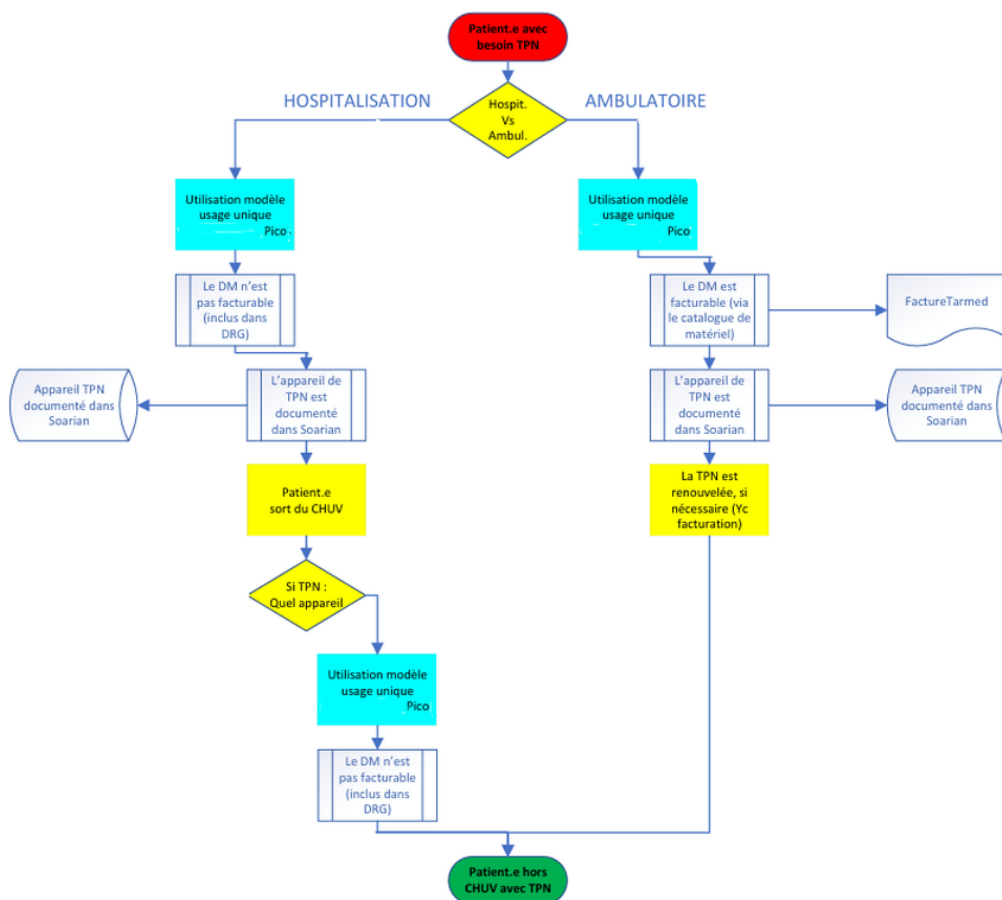 Patient.e avec
besoin TPN
HOSPITALISATION
Hospit.
Vs
Ambul.
AMBULATOIRE
Utilisation modèle
usage unique
Pico
Utilisation modèle
usage unique
Pico
Le DM n'est
pas facturable
(inclus dans
DRG)
Le DM est
facturable (via
le catalogue de
matériel)
FactureTarmed
Appareil TPN
documenté dans
Soarian
L'appareil de
TPN est
documenté
dans Soarian
L'appareil de
TPN est
documenté
dans Soarian
Appareil TPN
documenté dans
Soarian
Patient.e
sort du CHUV
La TPN est
renouvelée, si
nécessaire (Yc
facturation)
Si TPN :
Quel appareil
Utilisation modèle
usage unique
Pico
Le DM n'est
pas facturable
(inclus dans
DRG)
Patient.e hors
CHUV avec TPN